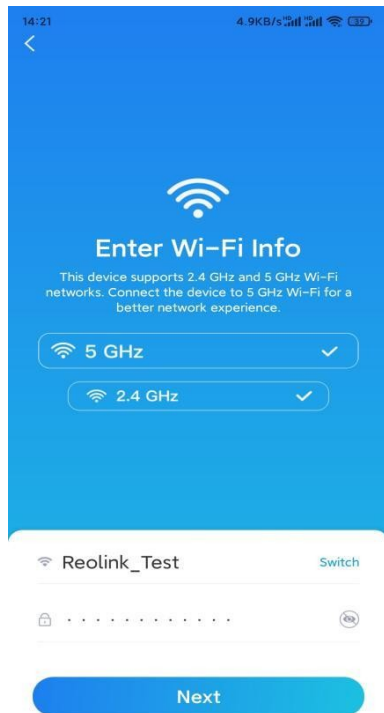 14:21 4.9KB/s HD HD 39
Enter Wi-Fi Info
This device supports 2.4 GHz and 5 GHz Wi-Fi
networks. Connect the device to 5 GHz Wi-Fi for a
better network experience.
5 GHz
2.4 GHz
Reolink_Test Switch
. . . . . . . . . . . .
Next